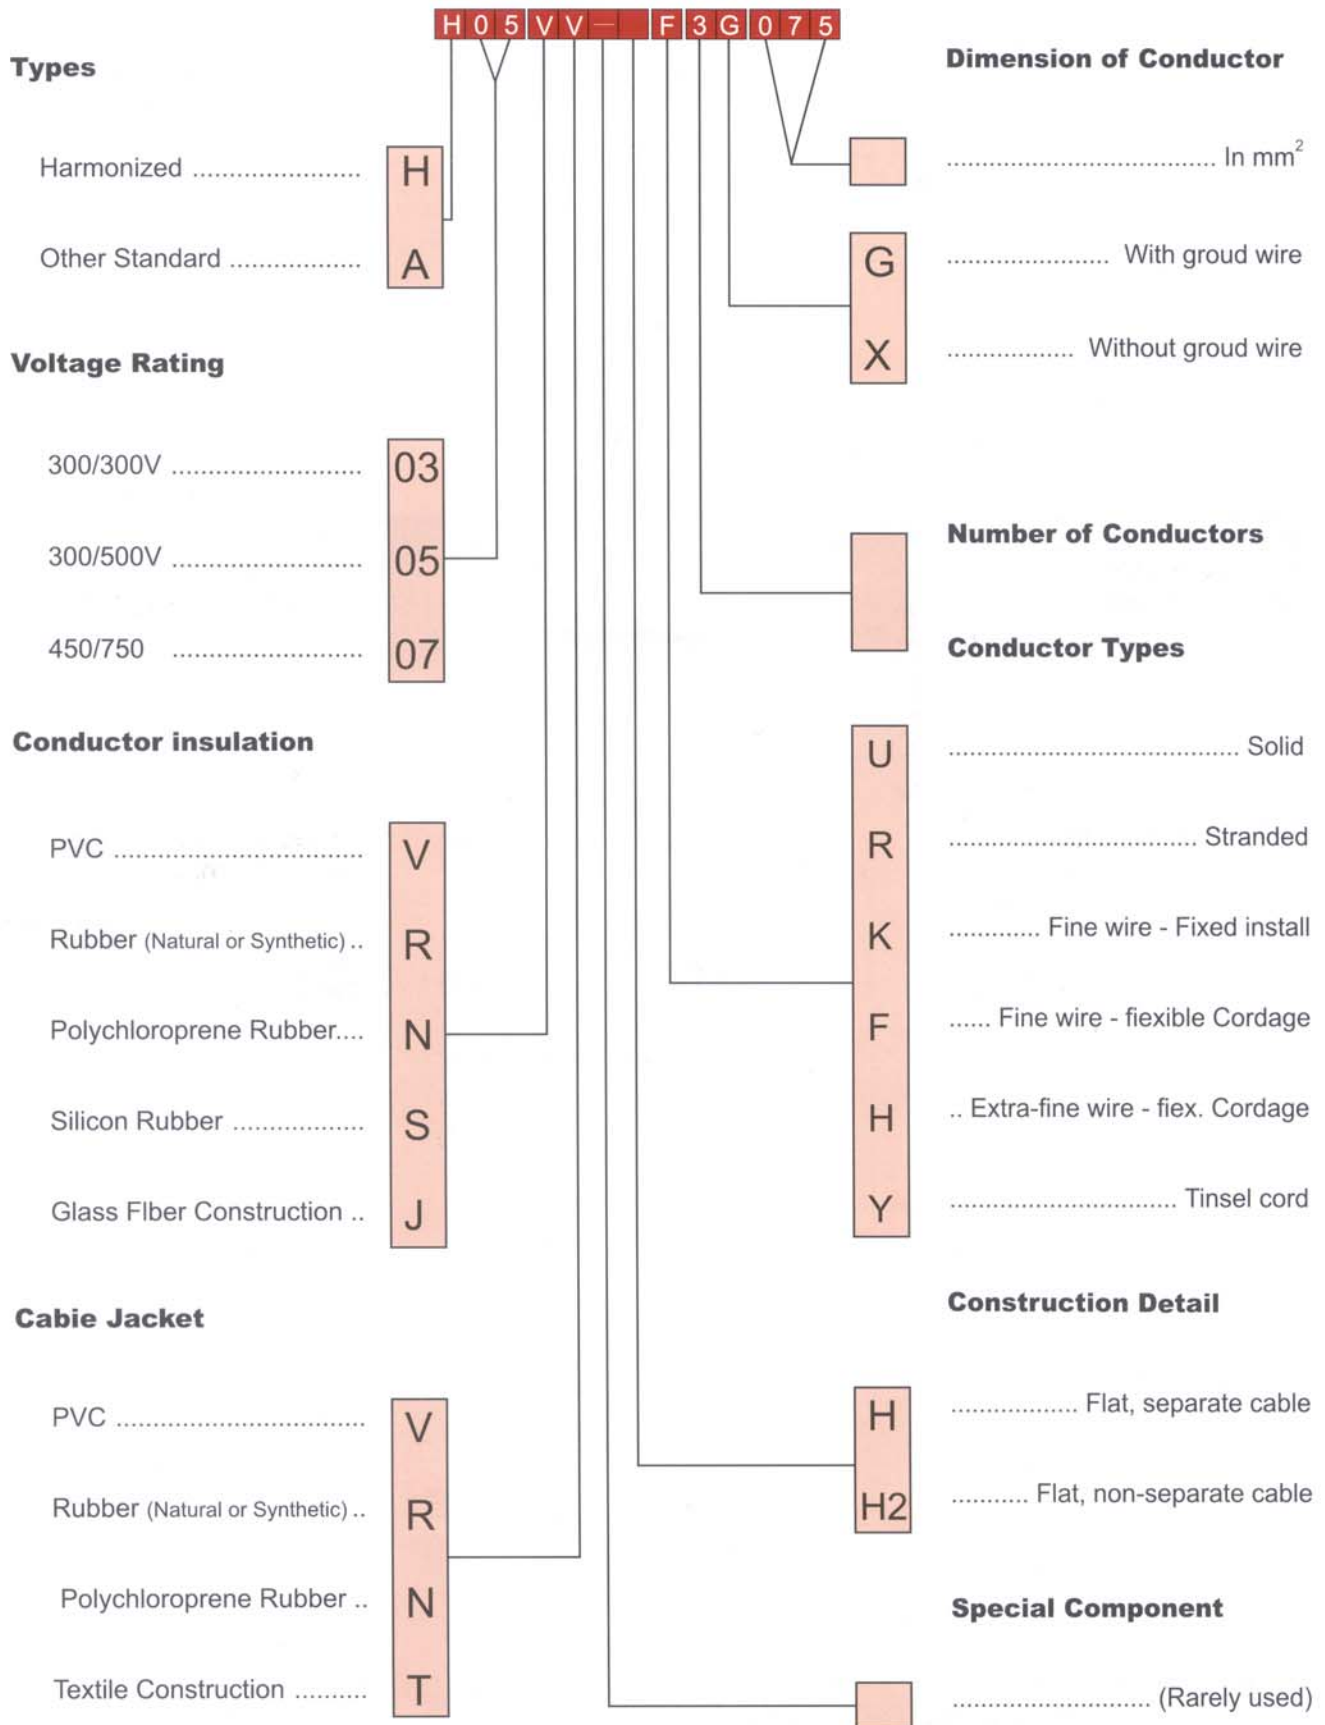 H05VV— F3G075
Types
Harmonized ....................... H
Other Standard .................. A
Voltage Rating
300/300V .......................... 03
300/500V .......................... 05
450/750 .......................... 07
Conductor insulation
PVC .................................. V
Rubber (Natural or Synthetic) .. R
Polychloroprene Rubber.... N
Silicon Rubber .................. S
Glass FIber Construction .. J
Cabie Jacket
PVC .................................. V
Rubber (Natural or Synthetic) .. R
Polychloroprene Rubber .. N
Textile Construction .......... T
Dimension of Conductor
..................................... In mm²
G ...................... With groud wire
X ................. Without groud wire
Number of Conductors
Conductor Types
U ........................................ Solid
R .................................. Stranded
K ............. Fine wire - Fixed install
F ...... Fine wire - fiexible Cordage
H .. Extra-fine wire - fiex. Cordage
Y ............................... Tinsel cord
Construction Detail
H ................. Flat, separate cable
H2 ........... Flat, non-separate cable
Special Component
........................... (Rarely used)